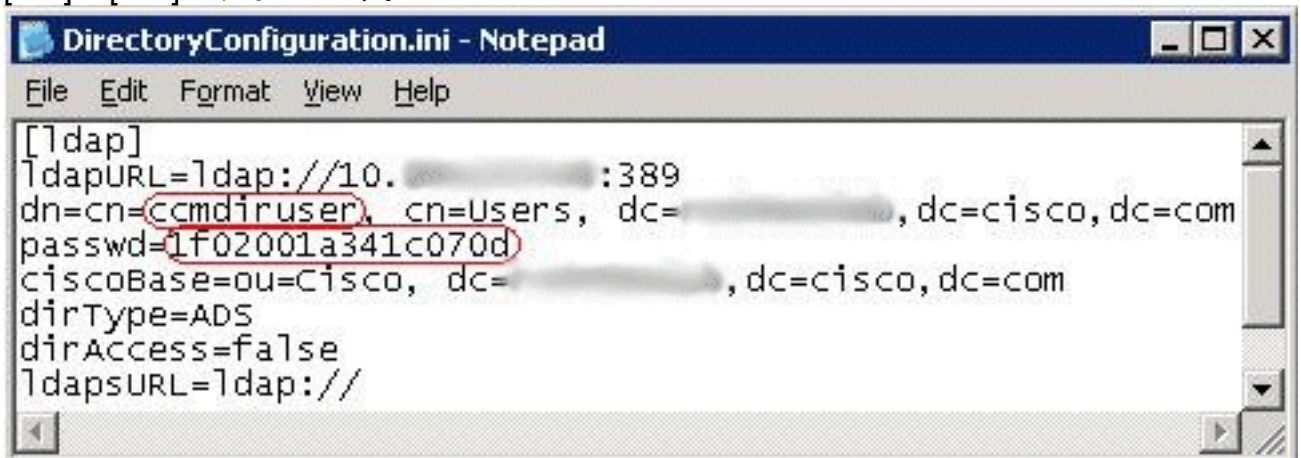 DirectoryConfiguration.ini - Notepad
File Edit Format View Help
[ldap]
ldapURL=ldap://10. :389
dn=cn=ccmdiruser, cn=Users, dc= ,dc=cisco,dc=com
passwd=1f02001a341c070d
ciscoBase=ou=Cisco, dc= ,dc=cisco,dc=com
dirType=ADS
dirAccess=false
ldapsURL=ldap://